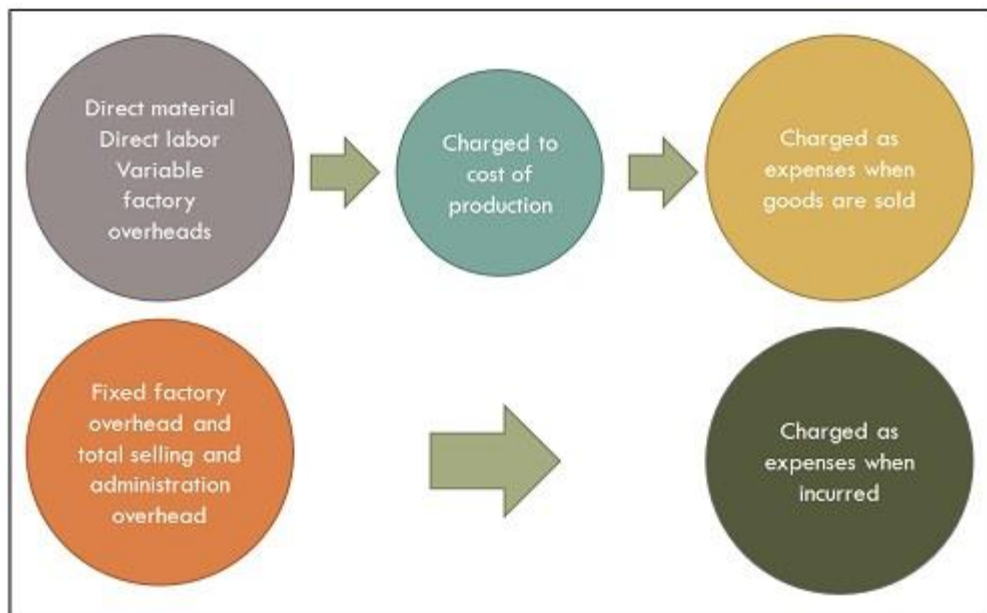 Direct material
Direct labor
Variable
factory
overheads
Charged to
cost of
production
Charged as
expenses when
goods are sold
Fixed factory
overhead and
total selling and
administration
overhead
Charged as
expenses when
incurred